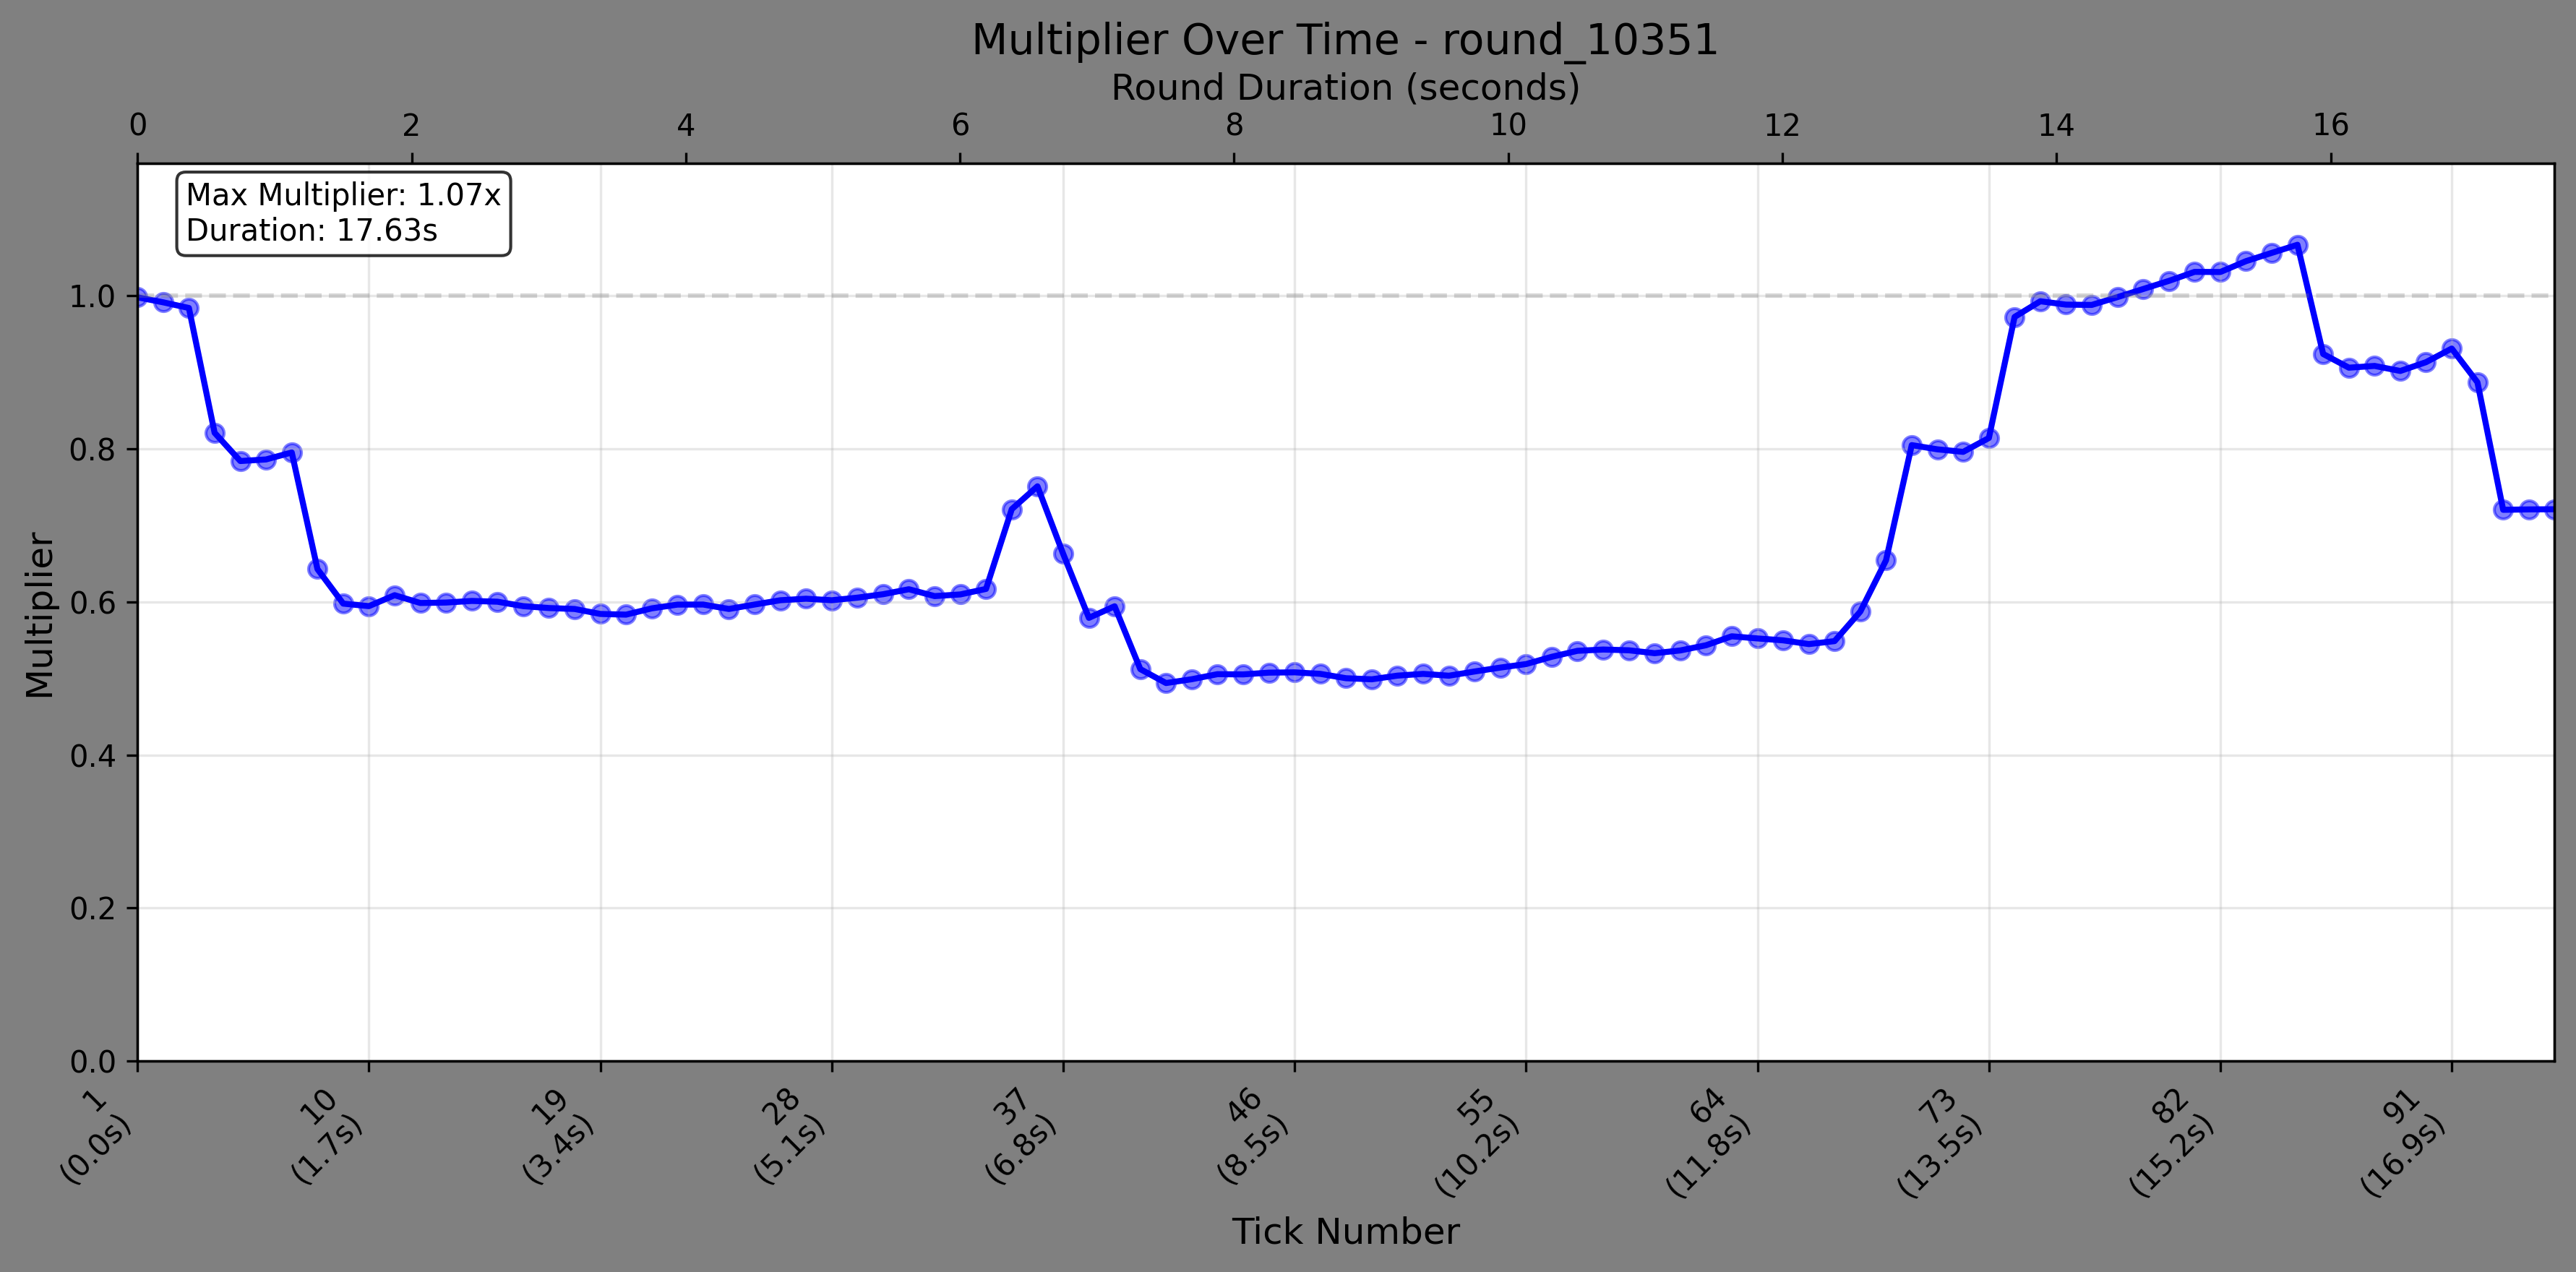 Multiplier Over Time - round_10351
Round Duration (seconds)
0 2 4 6 8 10 12 14 16
Max Multiplier: 1.07x
Duration: 17.63s
Multiplier
1.0
0.8
0.6
0.4
0.2
0.0
1
(0.0s)
10
(1.7s)
19
(3.4s)
28
(5.1s)
37
(6.8s)
46
(8.5s)
55
(10.2s)
64
(11.8s)
73
(13.5s)
82
(15.2s)
91
(16.9s)
Tick Number